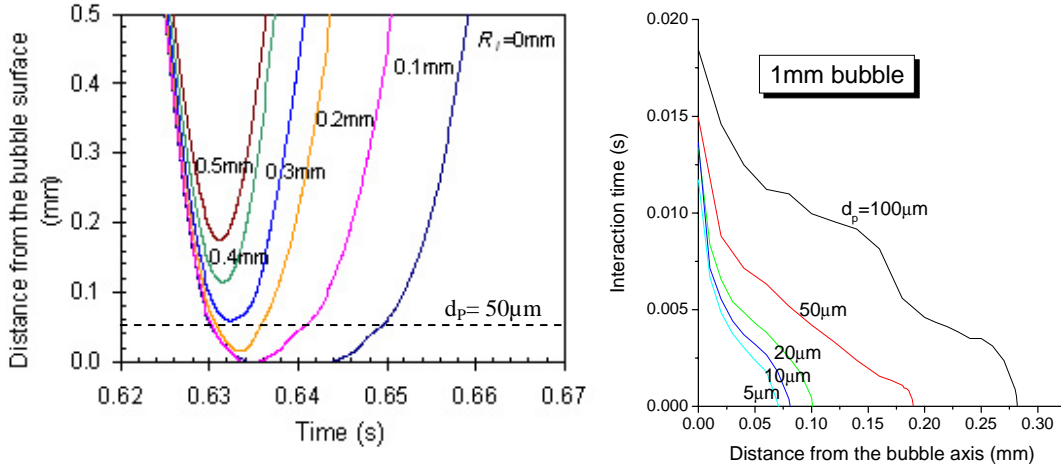 Distance from the bubble surface
(mm)
0.5
0.4
0.3
0.2
0.1
0.0
R_i=0mm
0.1mm
0.2mm
0.5mm
0.3mm
0.4mm
d_P= 50µm
0.62 0.63 0.64 0.65 0.66 0.67
Time (s)
Interaction time (s)
0.020
0.015
0.010
0.005
0.000
1mm bubble
d_p=100µm
50µm
20µm
10µm
5µm
0.00 0.05 0.10 0.15 0.20 0.25 0.30
Distance from the bubble axis (mm)